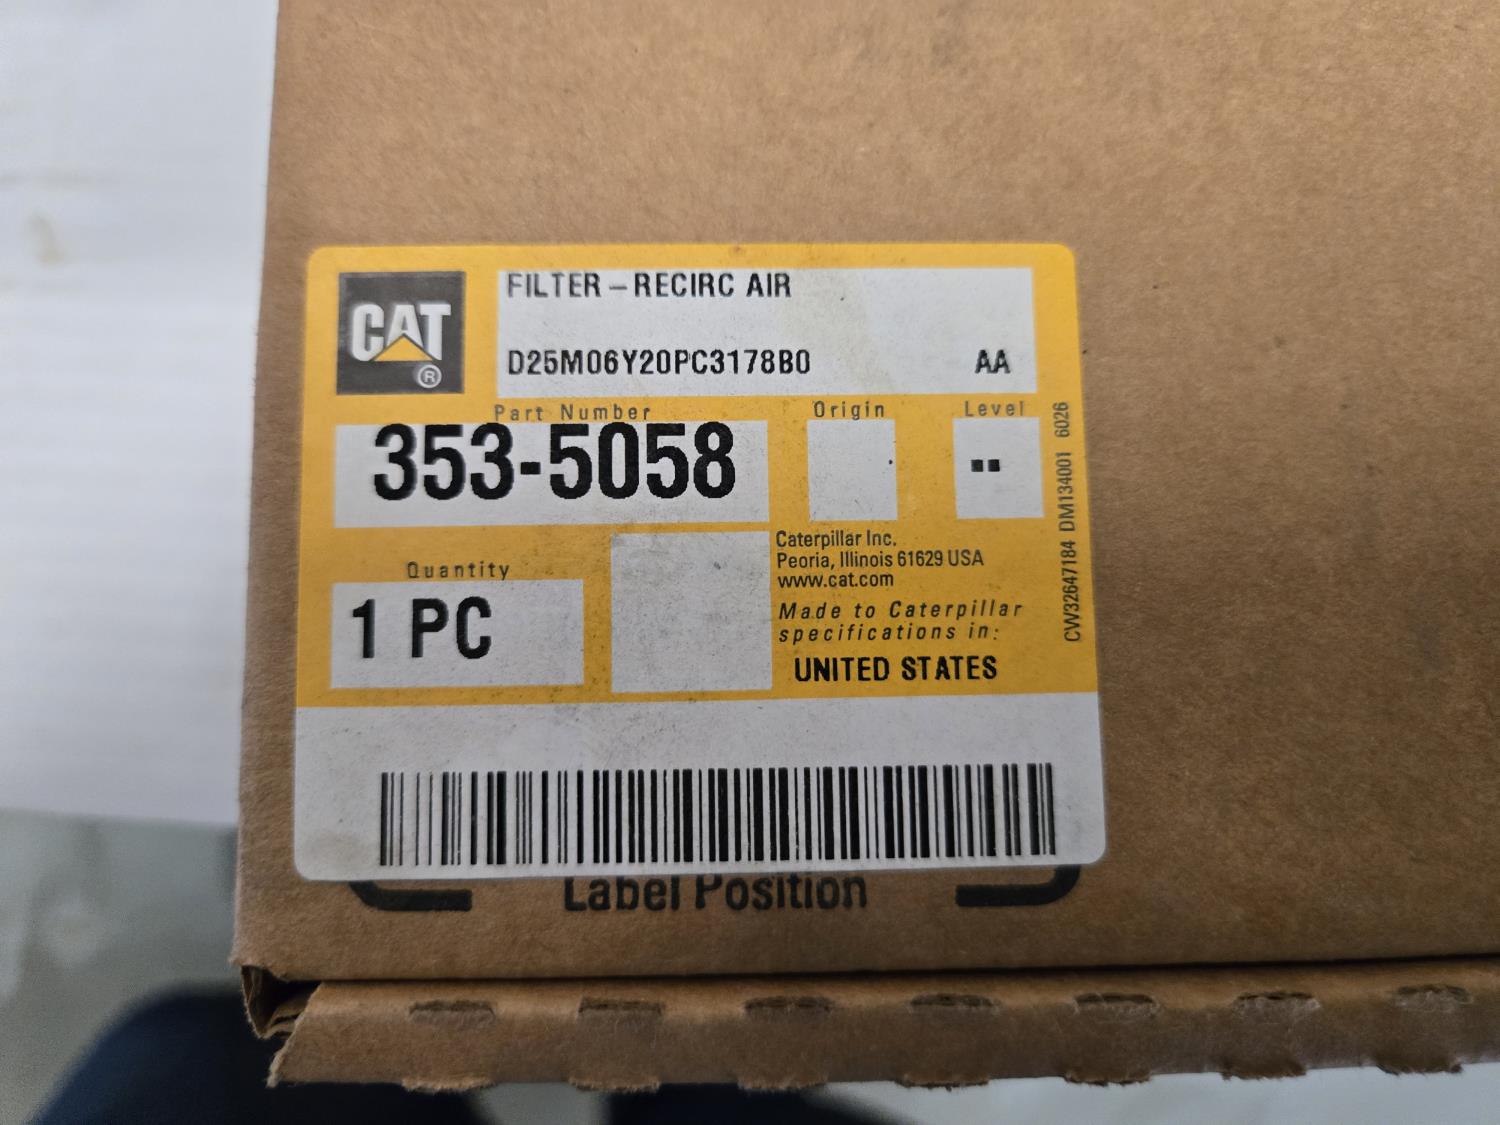 FILTER-RECIRC AIR
CAT
®
D25M06Y20PC3178B0 AA
Part Number Origin Level
353-5058 --
Caterpillar Inc.
Peoria, Illinois 61629 USA
www.cat.com
Quantity
1 PC
Made to Caterpillar
specifications in:
UNITED STATES
CW32647184 DM134001 6026
Label Position